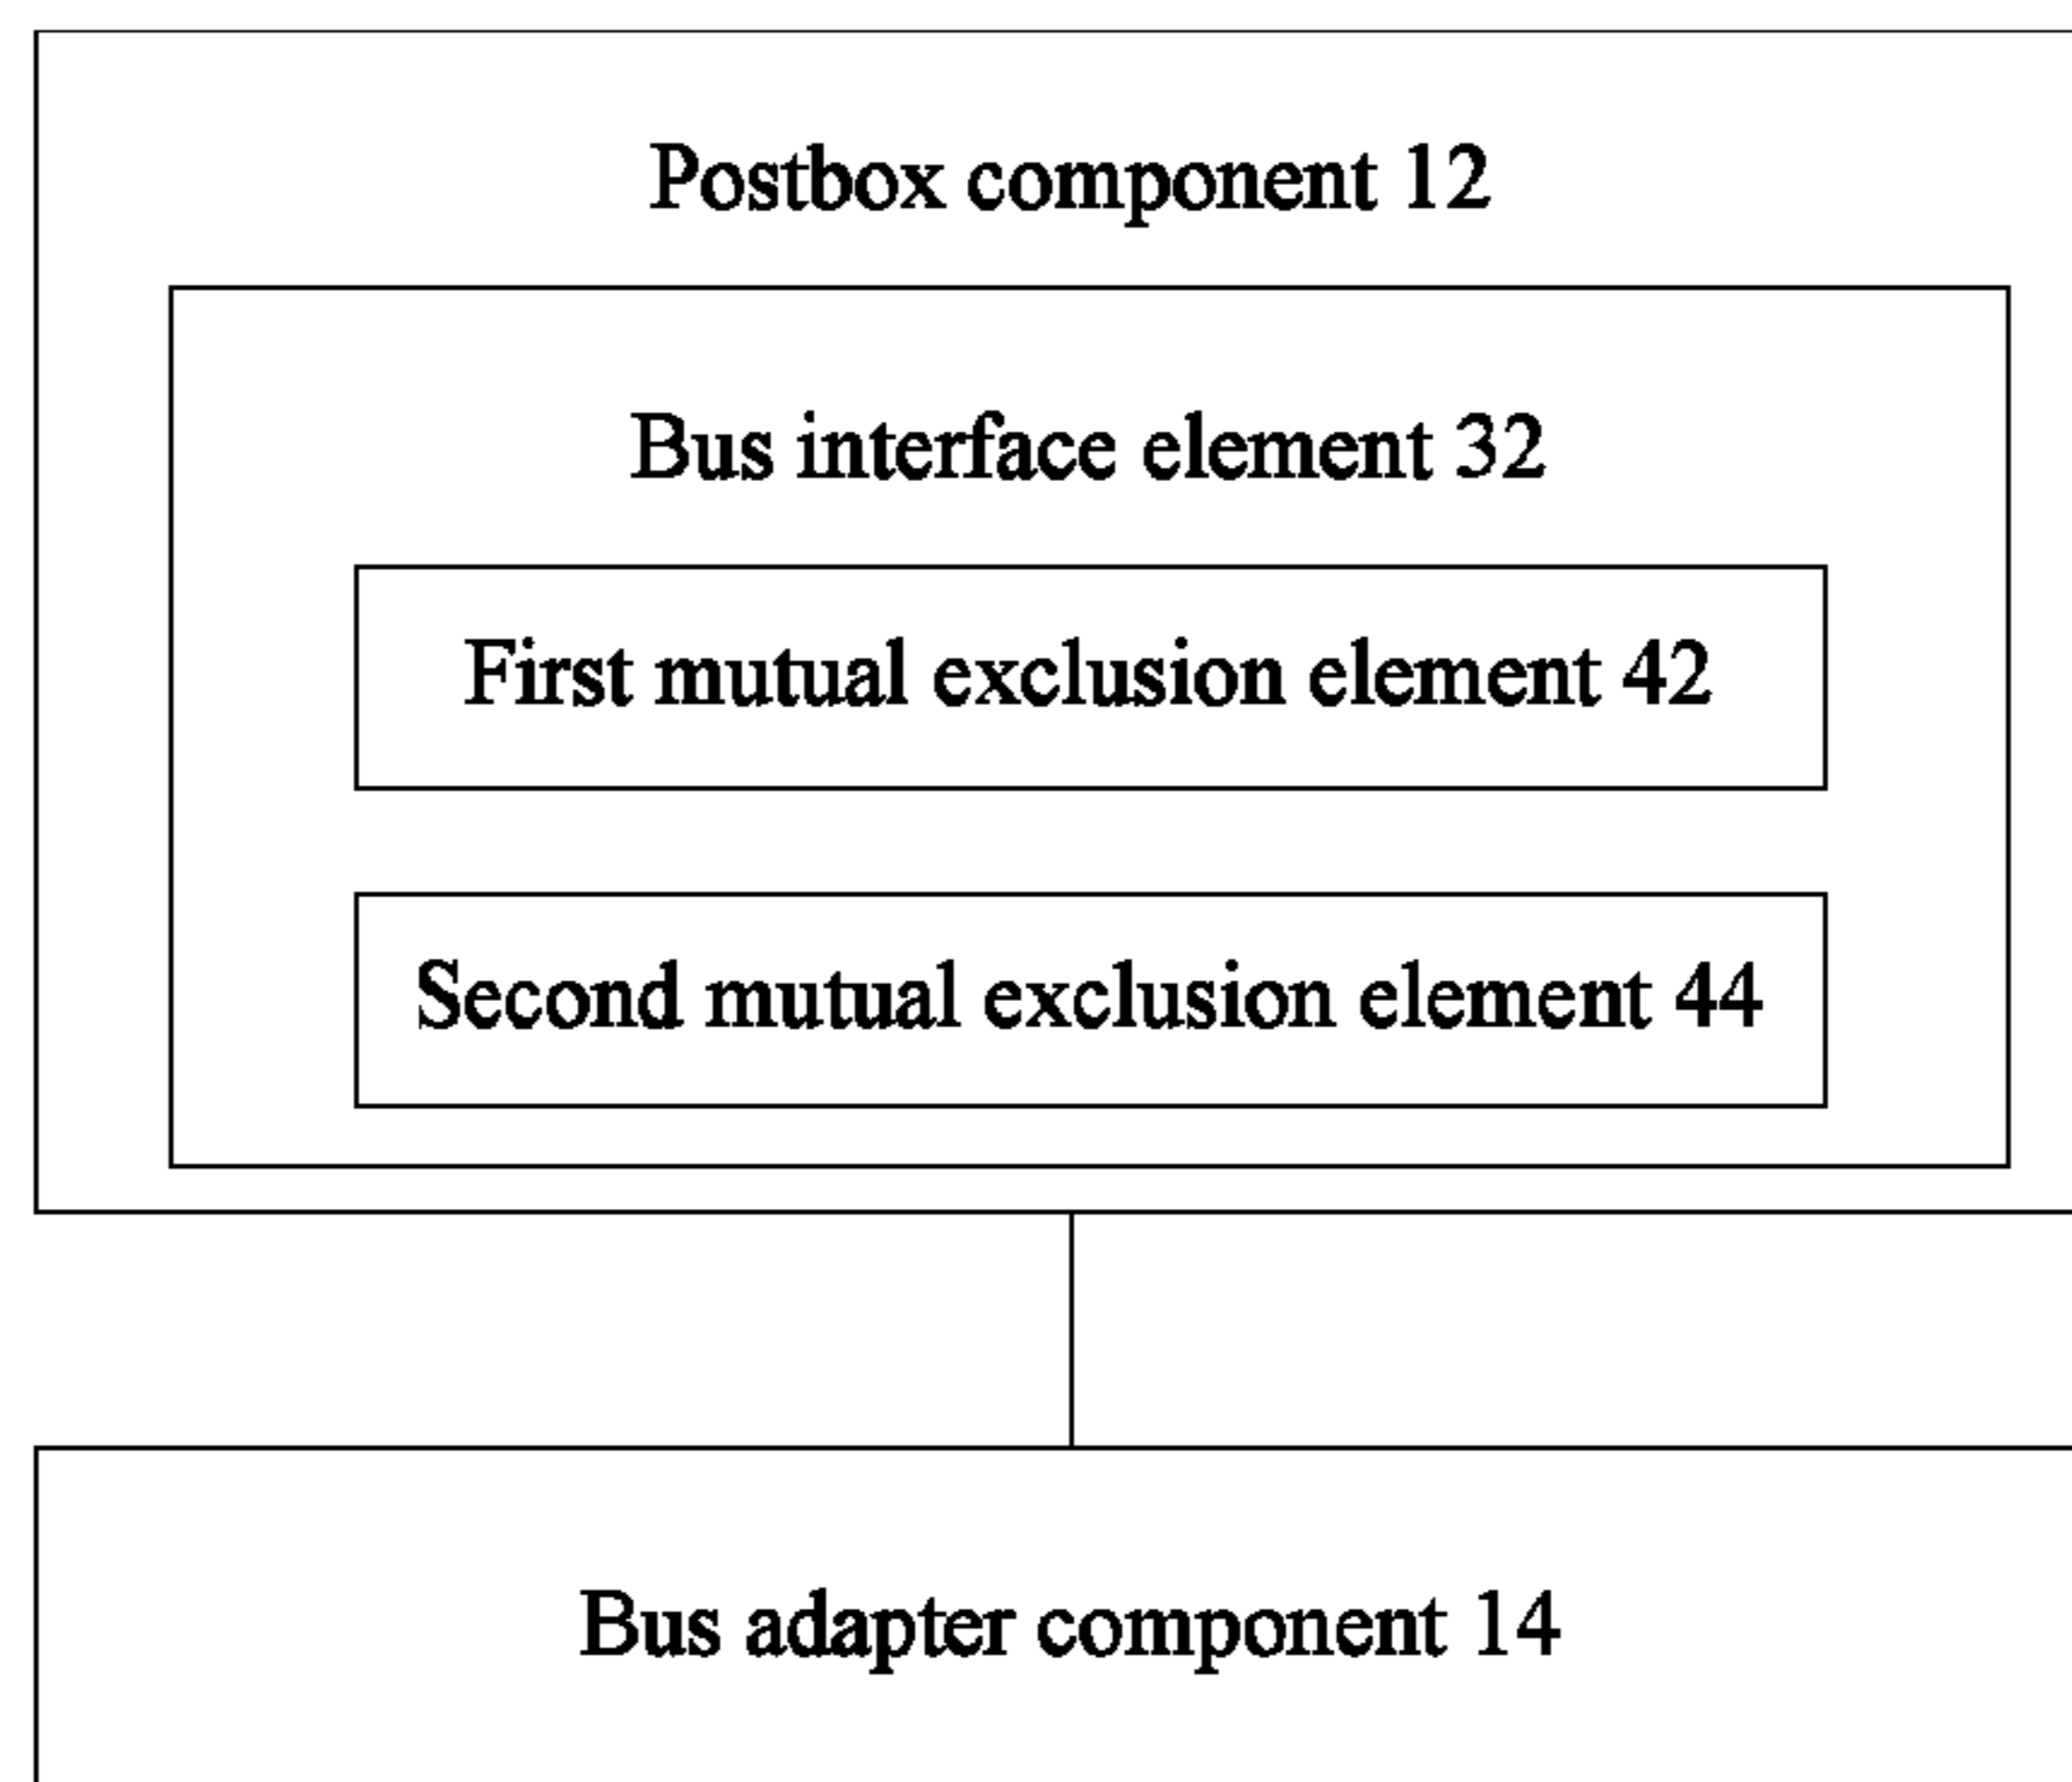 Postbox component 12
Bus interface element 32
First mutual exclusion element 42
Second mutual exclusion element 44
Bus adapter component 14